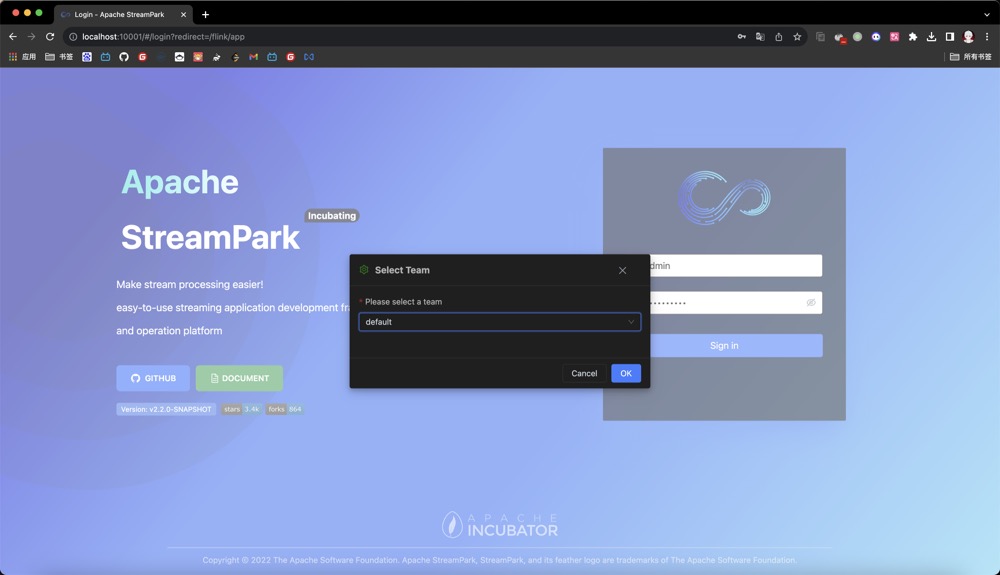 Login - Apache StreamPark
localhost:10001/#/login?redirect=/flink/app
应用
书签
所有书签
Apache
StreamPark
Incubating
Make stream processing easier!
easy-to-use streaming application development fra
and operation platform
GITHUB
DOCUMENT
Version: v2.2.0-SNAPSHOT
stars 3.4k
forks 864
Select Team
* Please select a team
default
Cancel
OK
dmin
Sign in
APACHE
INCUBATOR
Copyright © 2022 The Apache Software Foundation. Apache StreamPark, StreamPark, and its feather logo are trademarks of The Apache Software Foundation.